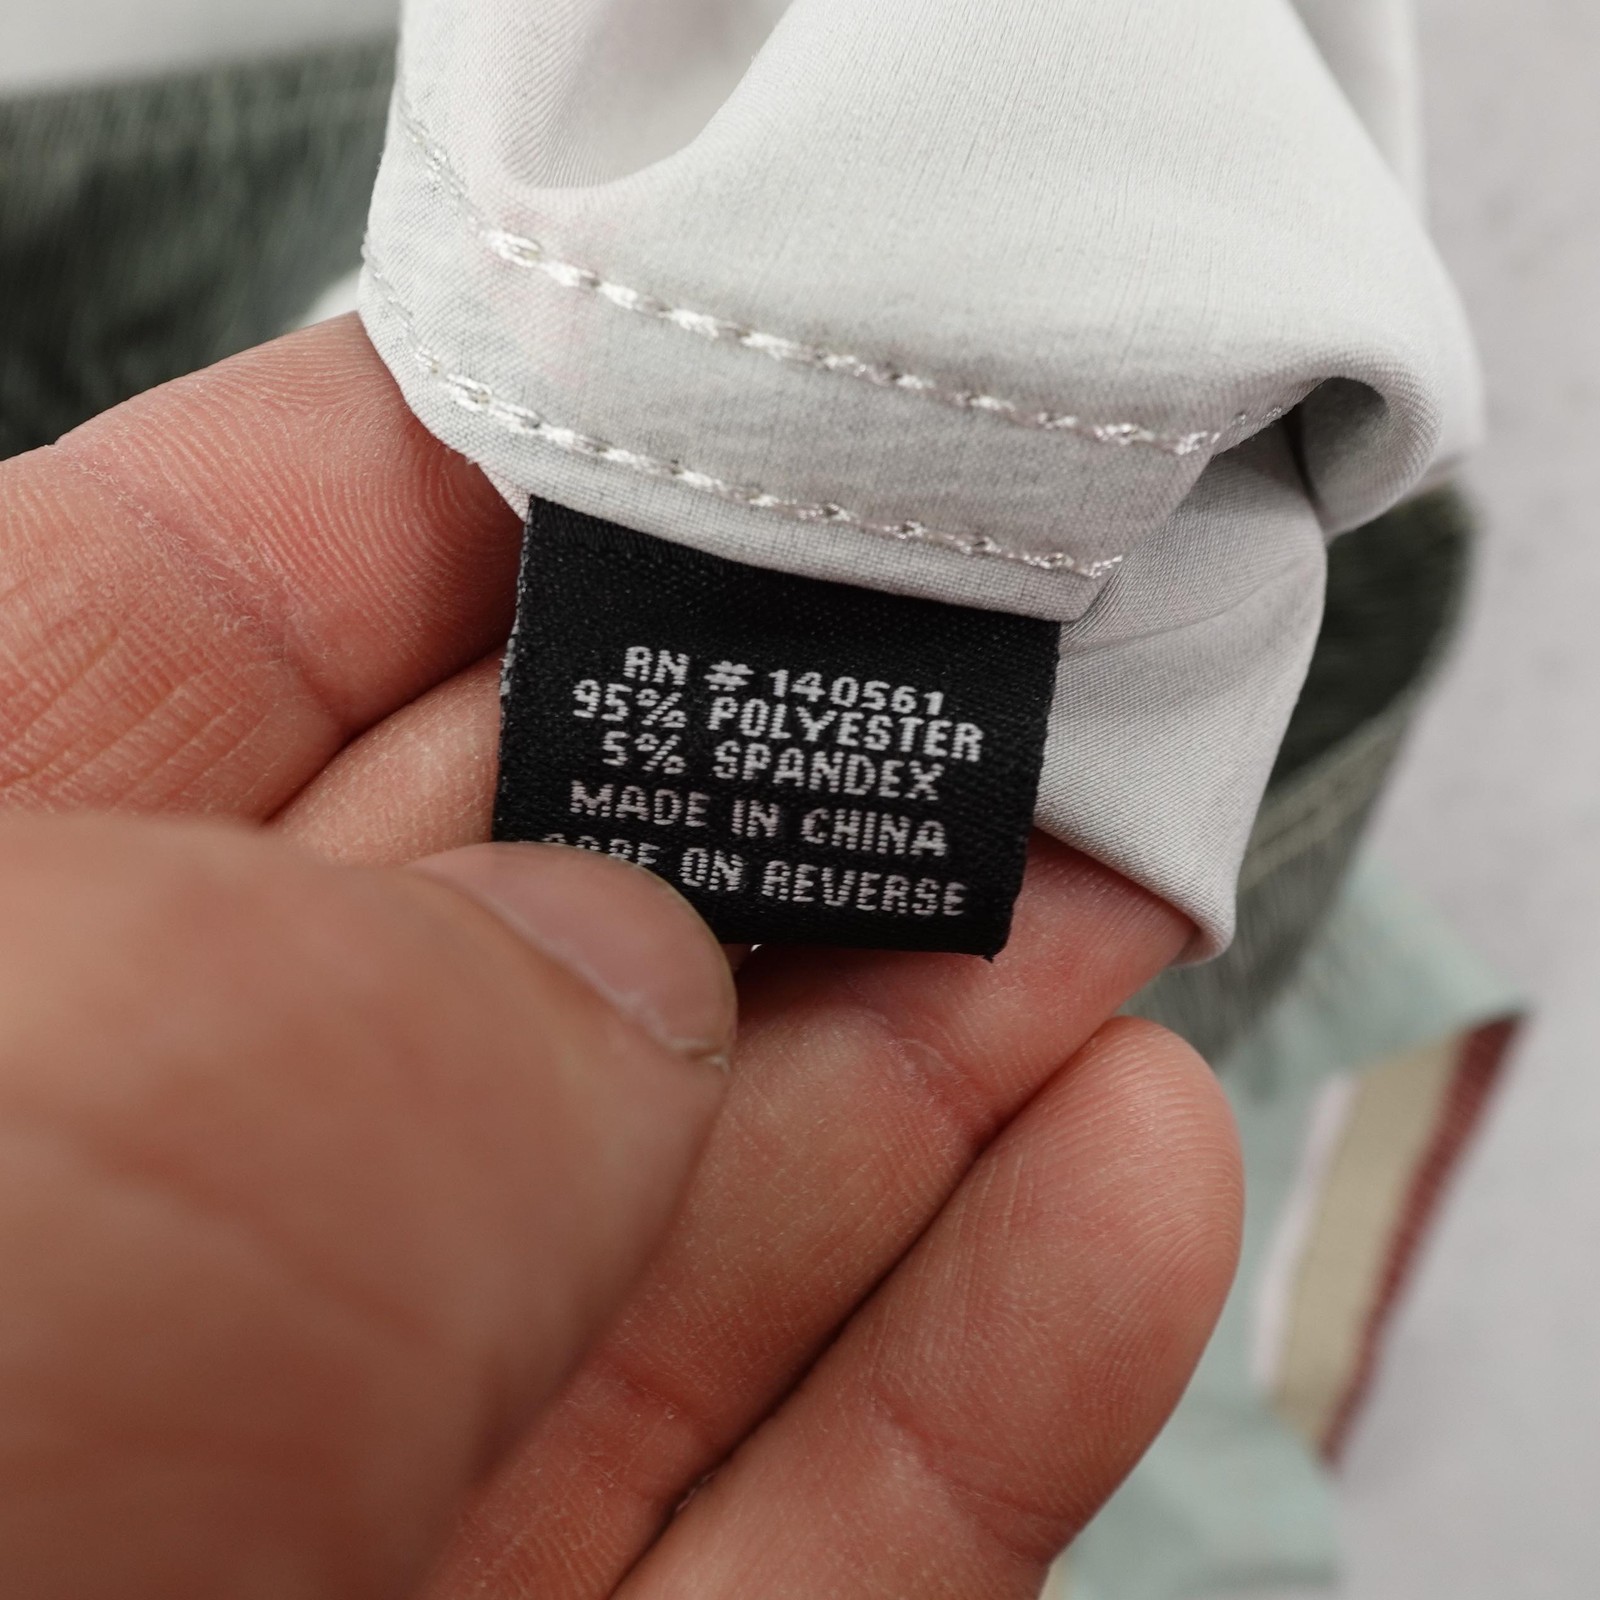 RN # 140561
95% POLYESTER
5% SPANDEX
MADE IN CHINA
CARE ON REVERSE